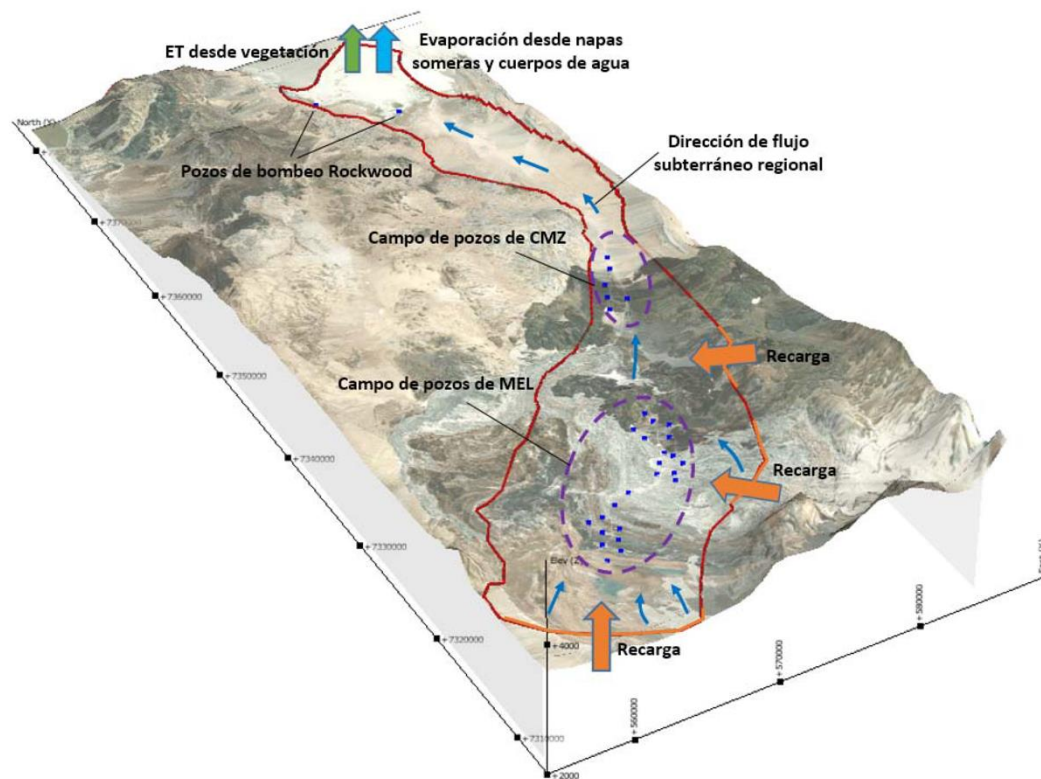 ET desde vegetación
Evaporación desde napas
someras y cuerpos de agua
Dirección de flujo
subterráneo regional
Pozos de bombeo Rockwood
Campo de pozos de CMZ
Recarga
Campo de pozos de MEL
Recarga
Recarga
+7360000
+7350000
+7340000
+7330000
+7320000
+4000
+2000
+560000
+570000
+580000